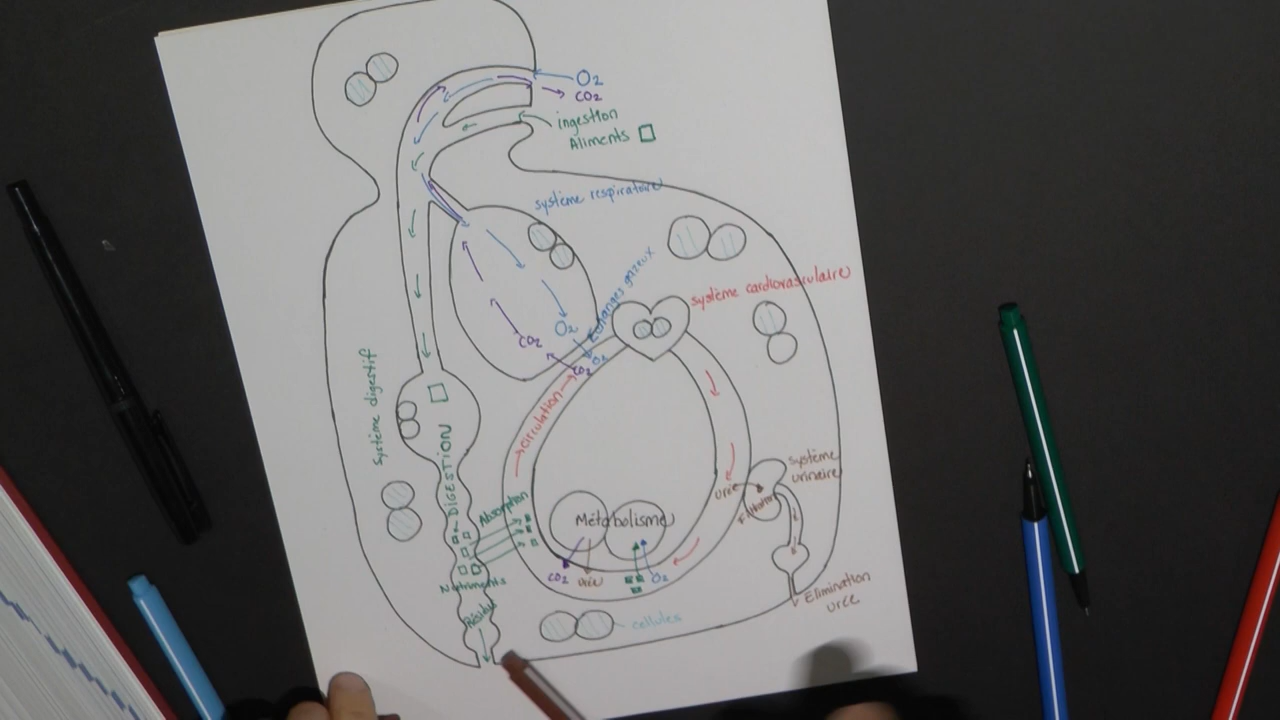 O2
CO2
ingestion
Aliments
système respiratoire
Échanges gazeux
système cardiovasculaire
O2
CO2
O2
CO2
Système digestif
circulation
DIGESTION
Absorption
système
urinaire
urée
Filtration
Métabolisme
CO2
urée
O2
Nutriments
Résidus
cellules
Élimination
urée